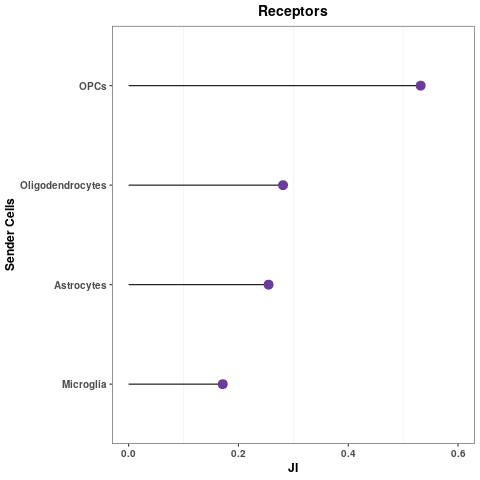 Receptors
OPCs
Oligodendrocytes
Astrocytes
Microglia
Sender Cells
0.0 0.2 0.4 0.6
JI